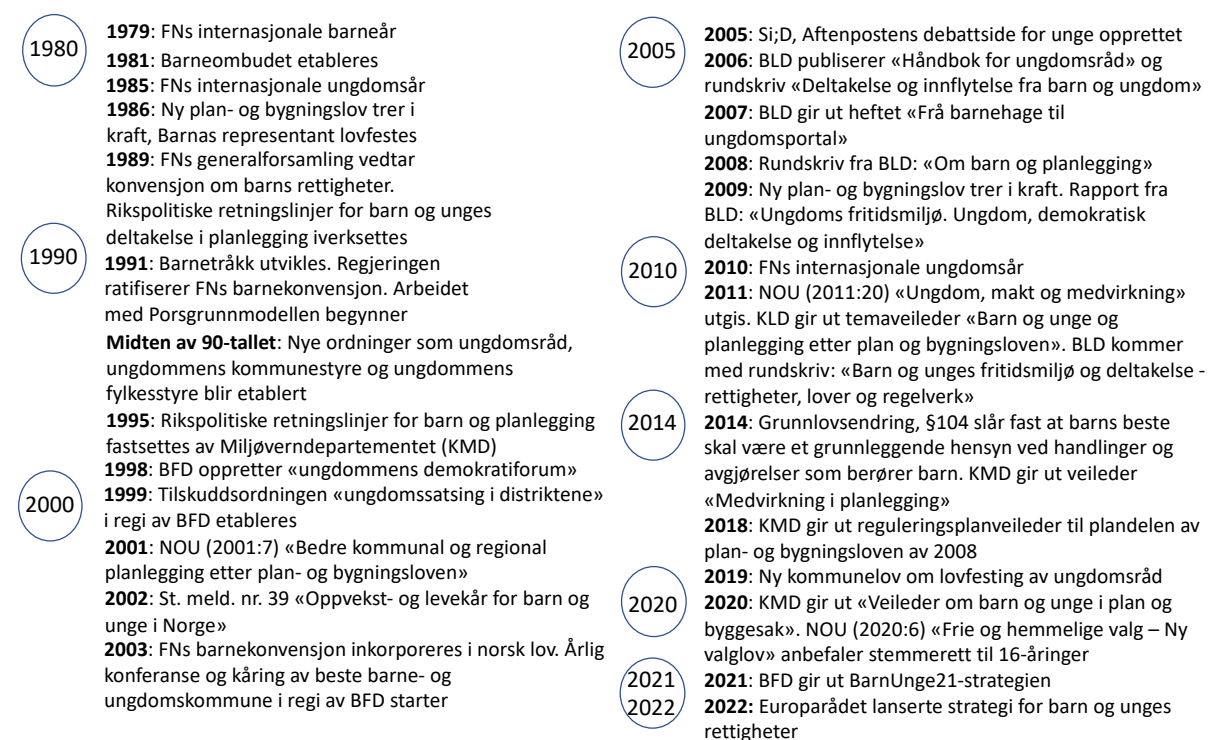 1980
1979: FNs internasjonale barneår
1981: Barneombudet etableres
1985: FNs internasjonale ungdomsår
1986: Ny plan- og bygningslov trer i
kraft, Barnas representant lovfestes
1989: FNs generalforsamling vedtar
konvensjon om barns rettigheter.
Rikspolitiske retningslinjer for barn og unges
deltakelse i planlegging iverksettes
1990
1991: Barnetråkk utvikles. Regjeringen
ratifiserer FNs barnekonvensjon. Arbeidet
med Porsgrunnmodellen begynner
Midten av 90-tallet: Nye ordninger som ungdomsråd,
ungdommens kommunestyre og ungdommens
fylkesstyre blir etablert
1995: Rikspolitiske retningslinjer for barn og planlegging
fastsettes av Miljøverndepartementet (KMD)
1998: BFD oppretter «ungdommens demokratiforum»
2000
1999: Tilskuddsordningen «ungdomssatsing i distriktene»
i regi av BFD etableres
2001: NOU (2001:7) «Bedre kommunal og regional
planlegging etter plan- og bygningsloven»
2002: St. meld. nr. 39 «Oppvekst- og levekår for barn og
unge i Norge»
2003: FNs barnekonvensjon inkorporeres i norsk lov. Årlig
konferanse og kåring av beste barne- og
ungdomskommune i regi av BFD starter
2005
2005: Si;D, Aftenpostens debattside for unge opprettet
2006: BLD publiserer «Håndbok for ungdomsråd» og
rundskriv «Deltakelse og innflytelse fra barn og ungdom»
2007: BLD gir ut heftet «Frå barnehage til
ungdomsportal»
2008: Rundskriv fra BLD: «Om barn og planlegging»
2009: Ny plan- og bygningslov trer i kraft. Rapport fra
BLD: «Ungdoms fritidsmiljø. Ungdom, demokratisk
deltakelse og innflytelse»
2010
2010: FNs internasjonale ungdomsår
2011: NOU (2011:20) «Ungdom, makt og medvirkning»
utgis. KLD gir ut temaveileder «Barn og unge og
planlegging etter plan og bygningsloven». BLD kommer
med rundskriv: «Barn og unges fritidsmiljø og deltakelse -
rettigheter, lover og regelverk»
2014
2014: Grunnlovsendring, §104 slår fast at barns beste
skal være et grunnleggende hensyn ved handlinger og
avgjørelser som berører barn. KMD gir ut veileder
«Medvirkning i planlegging»
2018: KMD gir ut reguleringsplanveileder til plandelen av
plan- og bygningsloven av 2008
2019: Ny kommunelov om lovfesting av ungdomsråd
2020
2020: KMD gir ut «Veileder om barn og unge i plan og
byggesak». NOU (2020:6) «Frie og hemmelige valg – Ny
valglov» anbefaler stemmerett til 16-åringer
2021
2022
2021: BFD gir ut BarnUnge21-strategien
2022: Europarådet lanserte strategi for barn og unges
rettigheter